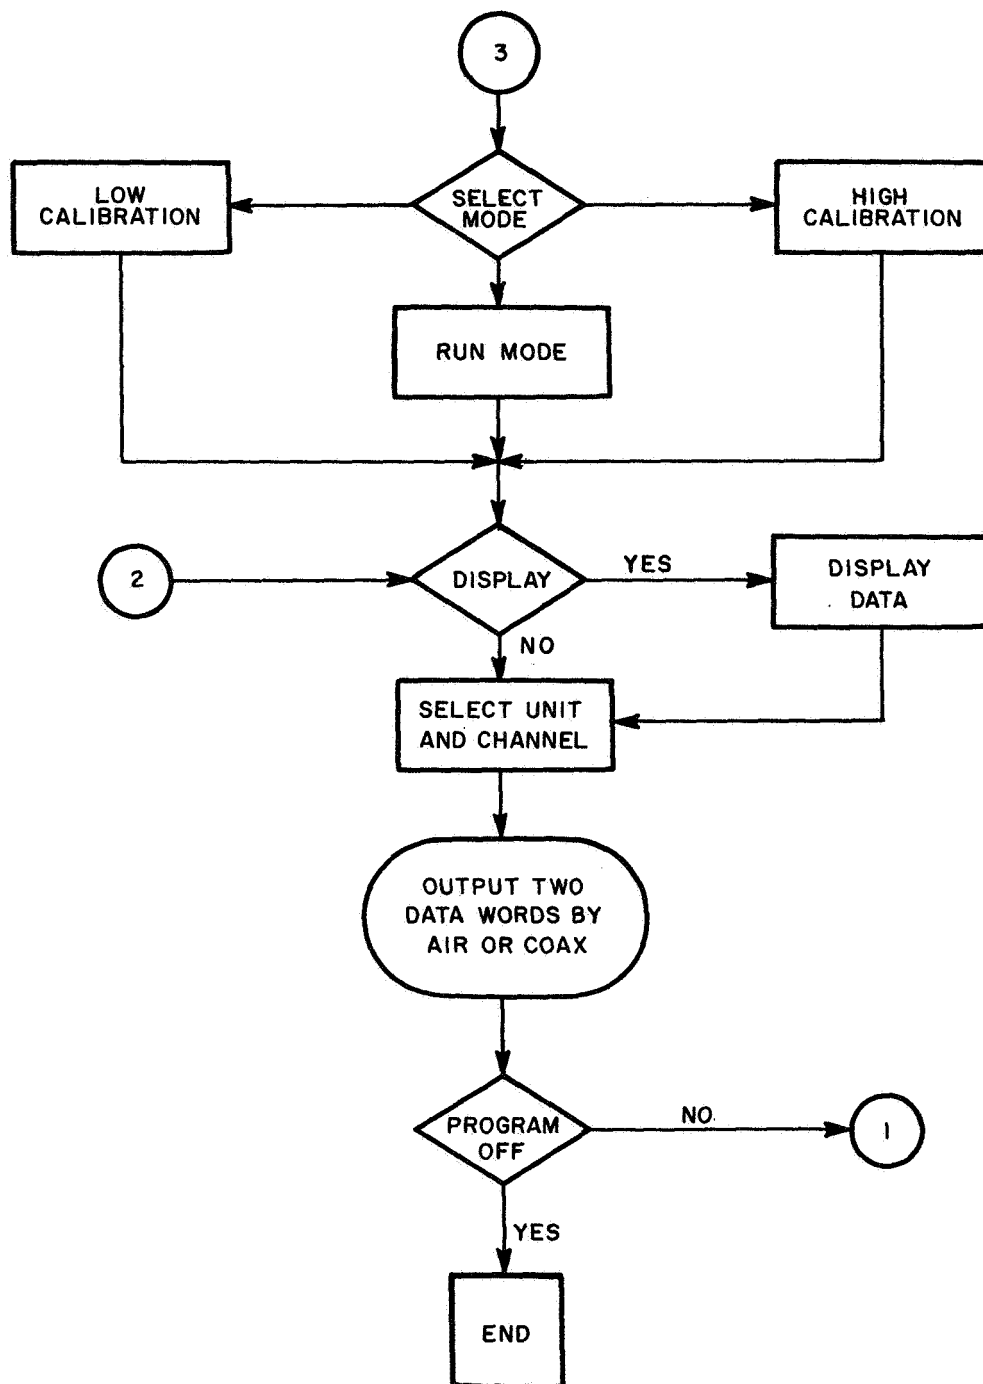 3
SELECT
MODE
LOW
CALIBRATION
HIGH
CALIBRATION
RUN MODE
2
DISPLAY
YES
DISPLAY
DATA
NO
SELECT UNIT
AND CHANNEL
OUTPUT TWO
DATA WORDS BY
AIR OR COAX
PROGRAM
OFF
NO
1
YES
END